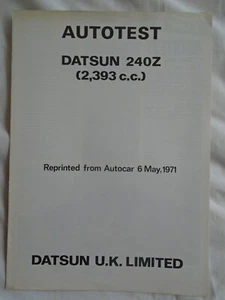 AUTOTEST
DATSUN 240Z
(2,393 c.c.)
Reprinted from Autocar 6 May,1971
DATSUN U.K. LIMITED